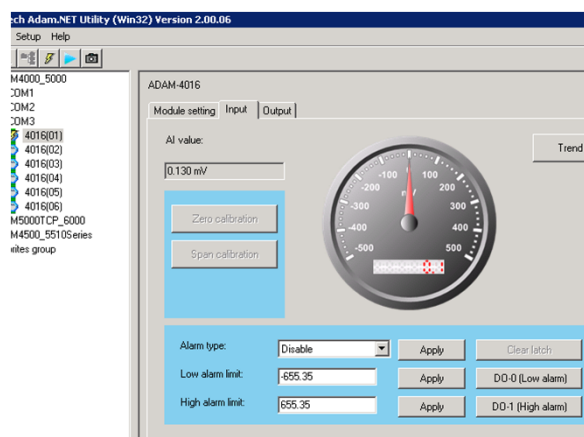 ech Adam.NET Utility (Win32) Version 2.00.06
Setup Help
M4000_5000
COM1
COM2
COM3
4016(01)
4016(02)
4016(03)
4016(04)
4016(05)
4016(06)
M5000TCP_6000
M4500_5510Series
orites group
ADAM-4016
Module setting Input Output
AI value:
0.130 mV
Trend
Zero calibration
Span calibration
-500 -400 -300 -200 -100 100 200 300 400 500
Alarm type: Disable Apply Clear latch
Low alarm limit: -655.35 Apply DO-0 (Low alarm)
High alarm limit: 655.35 Apply DO-1 (High alarm)